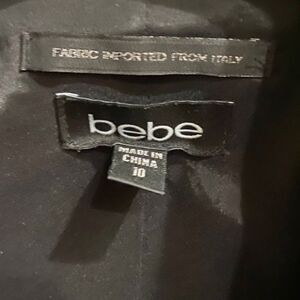 FABRIC IMPORTED FROM ITALY
bebe
MADE IN
CHINA
10